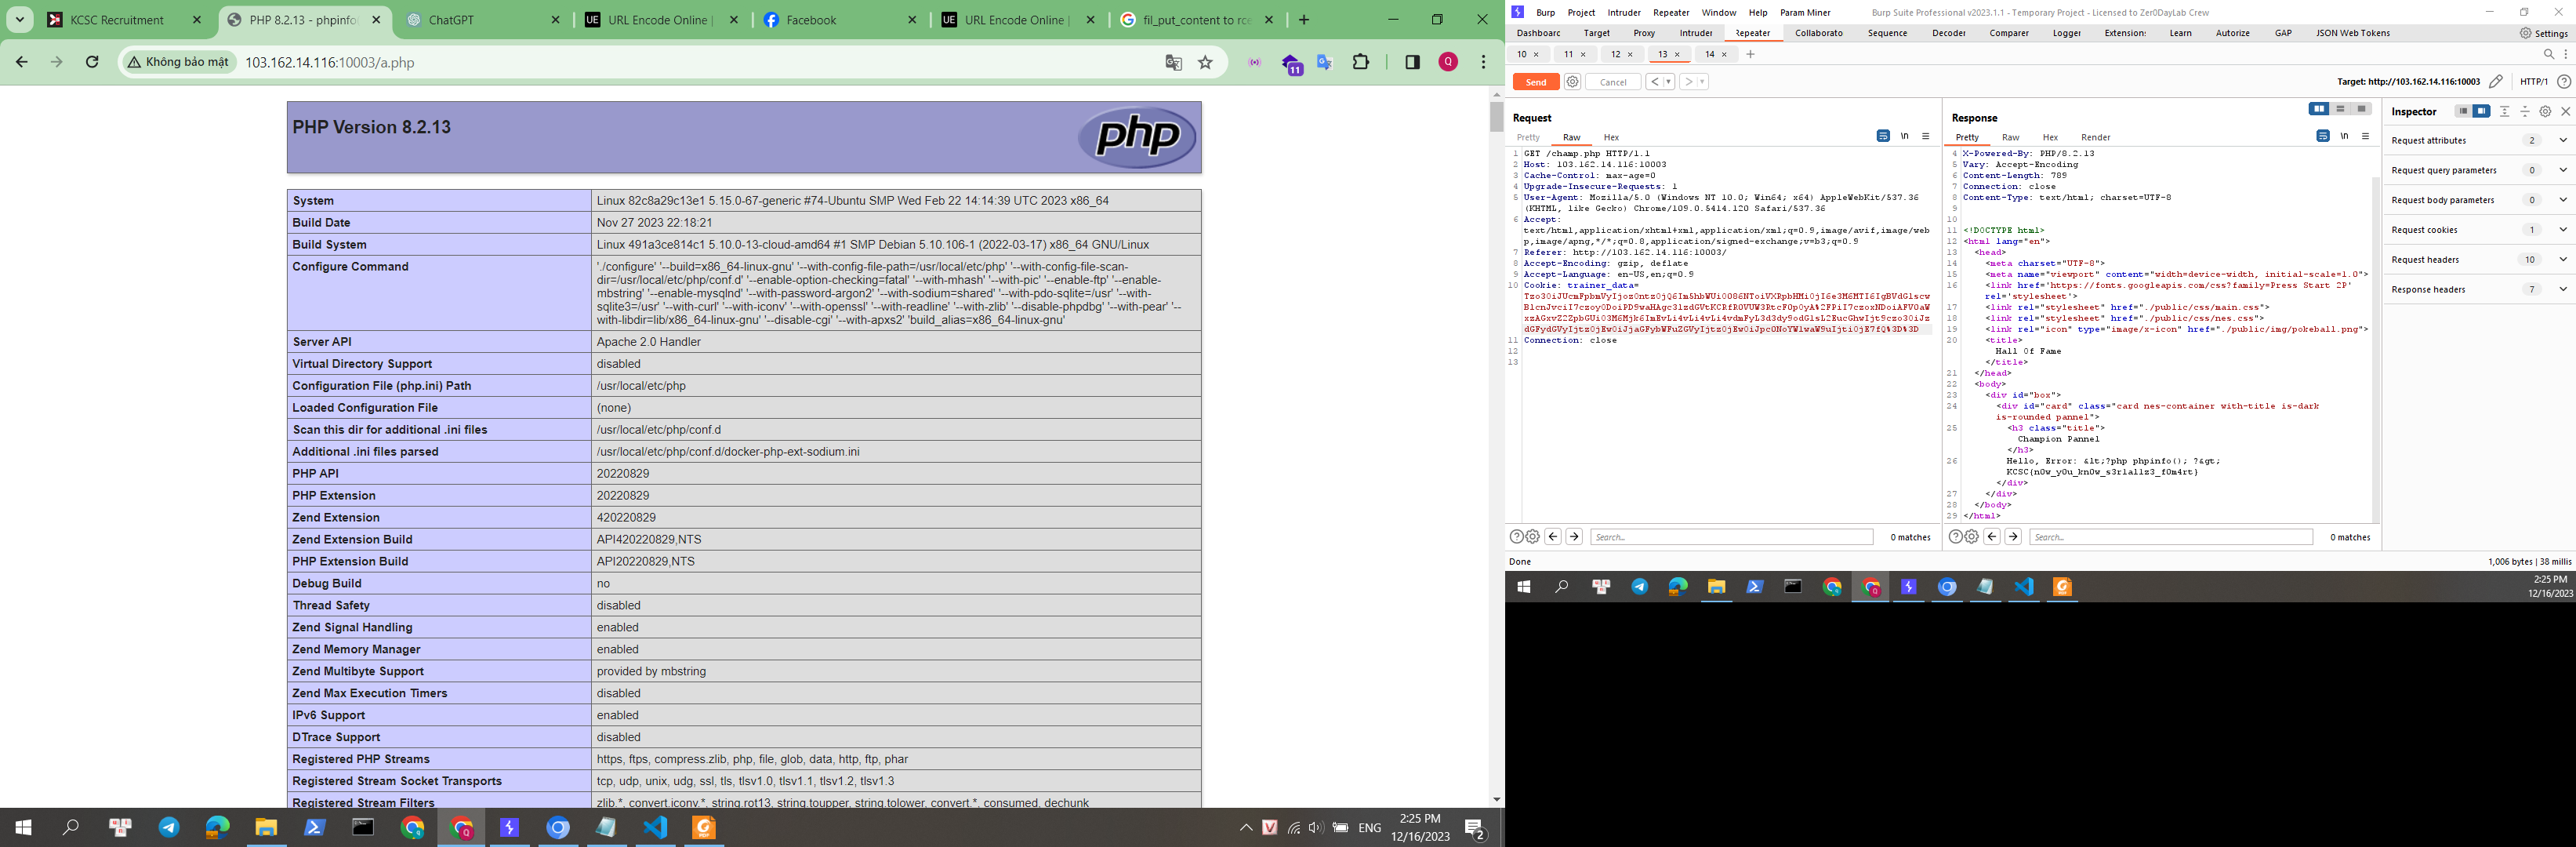 KCSC Recruitment
PHP 8.2.13 - phpinfo
ChatGPT
URL Encode Online |
Facebook
URL Encode Online |
fil_put_content to rce
Không bảo mật
103.162.14.116:10003/a.php
11
Q
PHP Version 8.2.13
php
System Linux 82c8a29c13e1 5.15.0-67-generic #74-Ubuntu SMP Wed Feb 22 14:14:39 UTC 2023 x86_64
Build Date Nov 27 2023 22:18:21
Build System Linux 491a3ce814c1 5.10.0-13-cloud-amd64 #1 SMP Debian 5.10.106-1 (2022-03-17) x86_64 GNU/Linux
Configure Command './configure' '--build=x86_64-linux-gnu' '--with-config-file-path=/usr/local/etc/php' '--with-config-file-scan-
dir=/usr/local/etc/php/conf.d' '--enable-option-checking=fatal' '--with-mhash' '--with-pic' '--enable-ftp' '--enable-
mbstring' '--enable-mysqlnd' '--with-password-argon2' '--with-sodium=shared' '--with-pdo-sqlite=/usr' '--with-
sqlite3=/usr' '--with-curl' '--with-iconv' '--with-openssl' '--with-readline' '--with-zlib' '--disable-phpdbg' '--with-pear' '--
with-libdir=lib/x86_64-linux-gnu' '--disable-cgi' '--with-apxs2' 'build_alias=x86_64-linux-gnu'
Server API Apache 2.0 Handler
Virtual Directory Support disabled
Configuration File (php.ini) Path /usr/local/etc/php
Loaded Configuration File (none)
Scan this dir for additional .ini files /usr/local/etc/php/conf.d
Additional .ini files parsed /usr/local/etc/php/conf.d/docker-php-ext-sodium.ini
PHP API 20220829
PHP Extension 20220829
Zend Extension 420220829
Zend Extension Build API420220829,NTS
PHP Extension Build API20220829,NTS
Debug Build no
Thread Safety disabled
Zend Signal Handling enabled
Zend Memory Manager enabled
Zend Multibyte Support provided by mbstring
Zend Max Execution Timers disabled
IPv6 Support enabled
DTrace Support disabled
Registered PHP Streams https, ftps, compress.zlib, php, file, glob, data, http, ftp, phar
Registered Stream Socket Transports tcp, udp, unix, udg, ssl, tls, tlsv1.0, tlsv1.1, tlsv1.2, tlsv1.3
Registered Stream Filters zlib.*, convert.iconv.*, string.rot13, string.toupper, string.tolower, convert.*, consumed, dechunk
ENG
2:25 PM
12/16/2023
2
Burp Project Intruder Repeater Window Help Param Miner
Burp Suite Professional v2023.1.1 - Temporary Project - Licensed to Zer0DayLab Crew
Dashboard Target Proxy Intruder Repeater Collaborato Sequence Decoder Comparer Logger Extensions Learn Autorize GAP JSON Web Tokens Settings
10 × 11 × 12 × 13 × 14 × +
Send Cancel
Target: http://103.162.14.116:10003 HTTP/1
Request
Pretty Raw Hex
1 GET /champ.php HTTP/1.1
2 Host: 103.162.14.116:10003
3 Cache-Control: max-age=0
4 Upgrade-Insecure-Requests: 1
5 User-Agent: Mozilla/5.0 (Windows NT 10.0; Win64; x64) AppleWebKit/537.36
(KHTML, like Gecko) Chrome/109.0.5414.120 Safari/537.36
6 Accept:
text/html,application/xhtml+xml,application/xml;q=0.9,image/avif,image/web
p,image/apng,*/*;q=0.8,application/signed-exchange;v=b3;q=0.9
7 Referer: http://103.162.14.116:10003/
8 Accept-Encoding: gzip, deflate
9 Accept-Language: en-US,en;q=0.9
10 Cookie: trainer_data=
11 Connection: close
12
13
Response
Pretty Raw Hex Render
4 X-Powered-By: PHP/8.2.13
5 Vary: Accept-Encoding
6 Content-Length: 789
7 Connection: close
8 Content-Type: text/html; charset=UTF-8
9
10
11 <!DOCTYPE html>
12 <html lang="en">
13 <head>
14 <meta charset="UTF-8">
15 <meta name="viewport" content="width=device-width, initial-scale=1.0">
16 <link href='https://fonts.googleapis.com/css?family=Press Start 2P'
rel='stylesheet'>
17 <link rel="stylesheet" href="./public/css/main.css">
18 <link rel="stylesheet" href="./public/css/nes.css">
19 <link rel="icon" type="image/x-icon" href="./public/img/pokeball.png">
20 <title>
Hall Of Fame
</title>
21 </head>
22 <body>
23 <div id="box">
24 <div id="card" class="card nes-container with-title is-dark
is-rounded pannel">
25 <h3 class="title">
Champion Pannel
</h3>
26 Hello, Error: &lt;?php phpinfo(); ?&gt;
KCSC{n0w_y0u_kn0w_s3r1al1z3_f0m4rt}
</div>
27 </div>
28 </body>
29 </html>
Inspector
Request attributes 2
Request query parameters 0
Request body parameters 0
Request cookies 1
Request headers 10
Response headers 7
Search... 0 matches
Search... 0 matches
Done
1,006 bytes | 38 millis
2:25 PM
12/16/2023